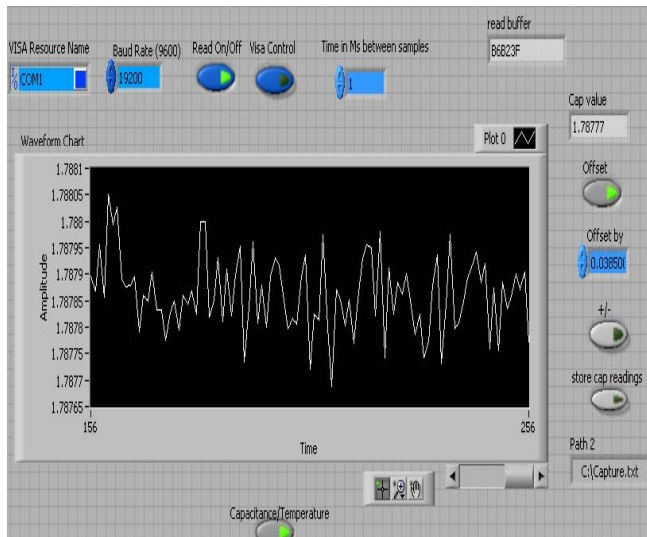 read buffer
VISA Resource Name
Baud Rate (9600)
Read On/Off
Visa Control
Time in Ms between samples
B6B23F
I/O COM1
19200
1
Cap value
1.78777
Waveform Chart
Plot 0
Offset
1.7881
1.78805
1.788
1.78795
1.7879
1.78785
1.7878
1.78775
1.7877
1.78765
Amplitude
Offset by
0.03850
+/-
store cap readings
156
256
Time
Path 2
C:\Capture.txt
Capacitance/Temperature